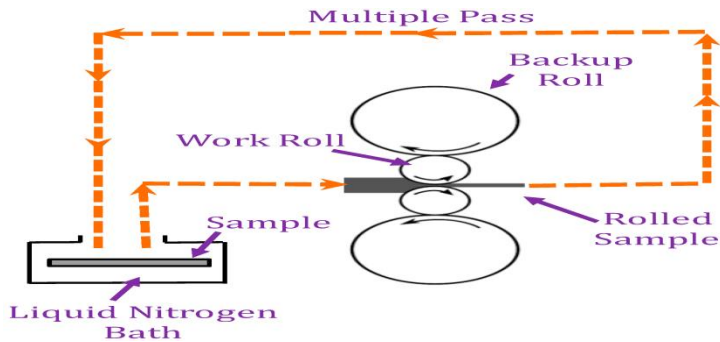 Multiple Pass
Backup
Roll
Work Roll
Sample
Rolled
Sample
Liquid Nitrogen
Bath